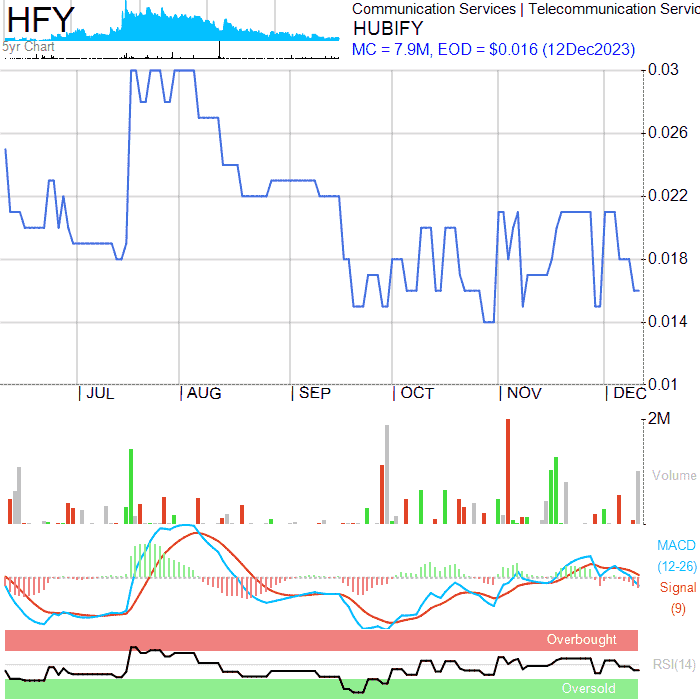 HFY
5yr Chart
Communication Services | Telecommunication Servic
HUBIFY
MC = 7.9M, EOD = $0.016 (12Dec2023)
0.03
0.026
0.022
0.018
0.014
0.01
| JUL | AUG | SEP | OCT | NOV | DEC
2M
Volume
MACD
(12-26)
Signal
(9)
Overbought
RSI(14)
Oversold